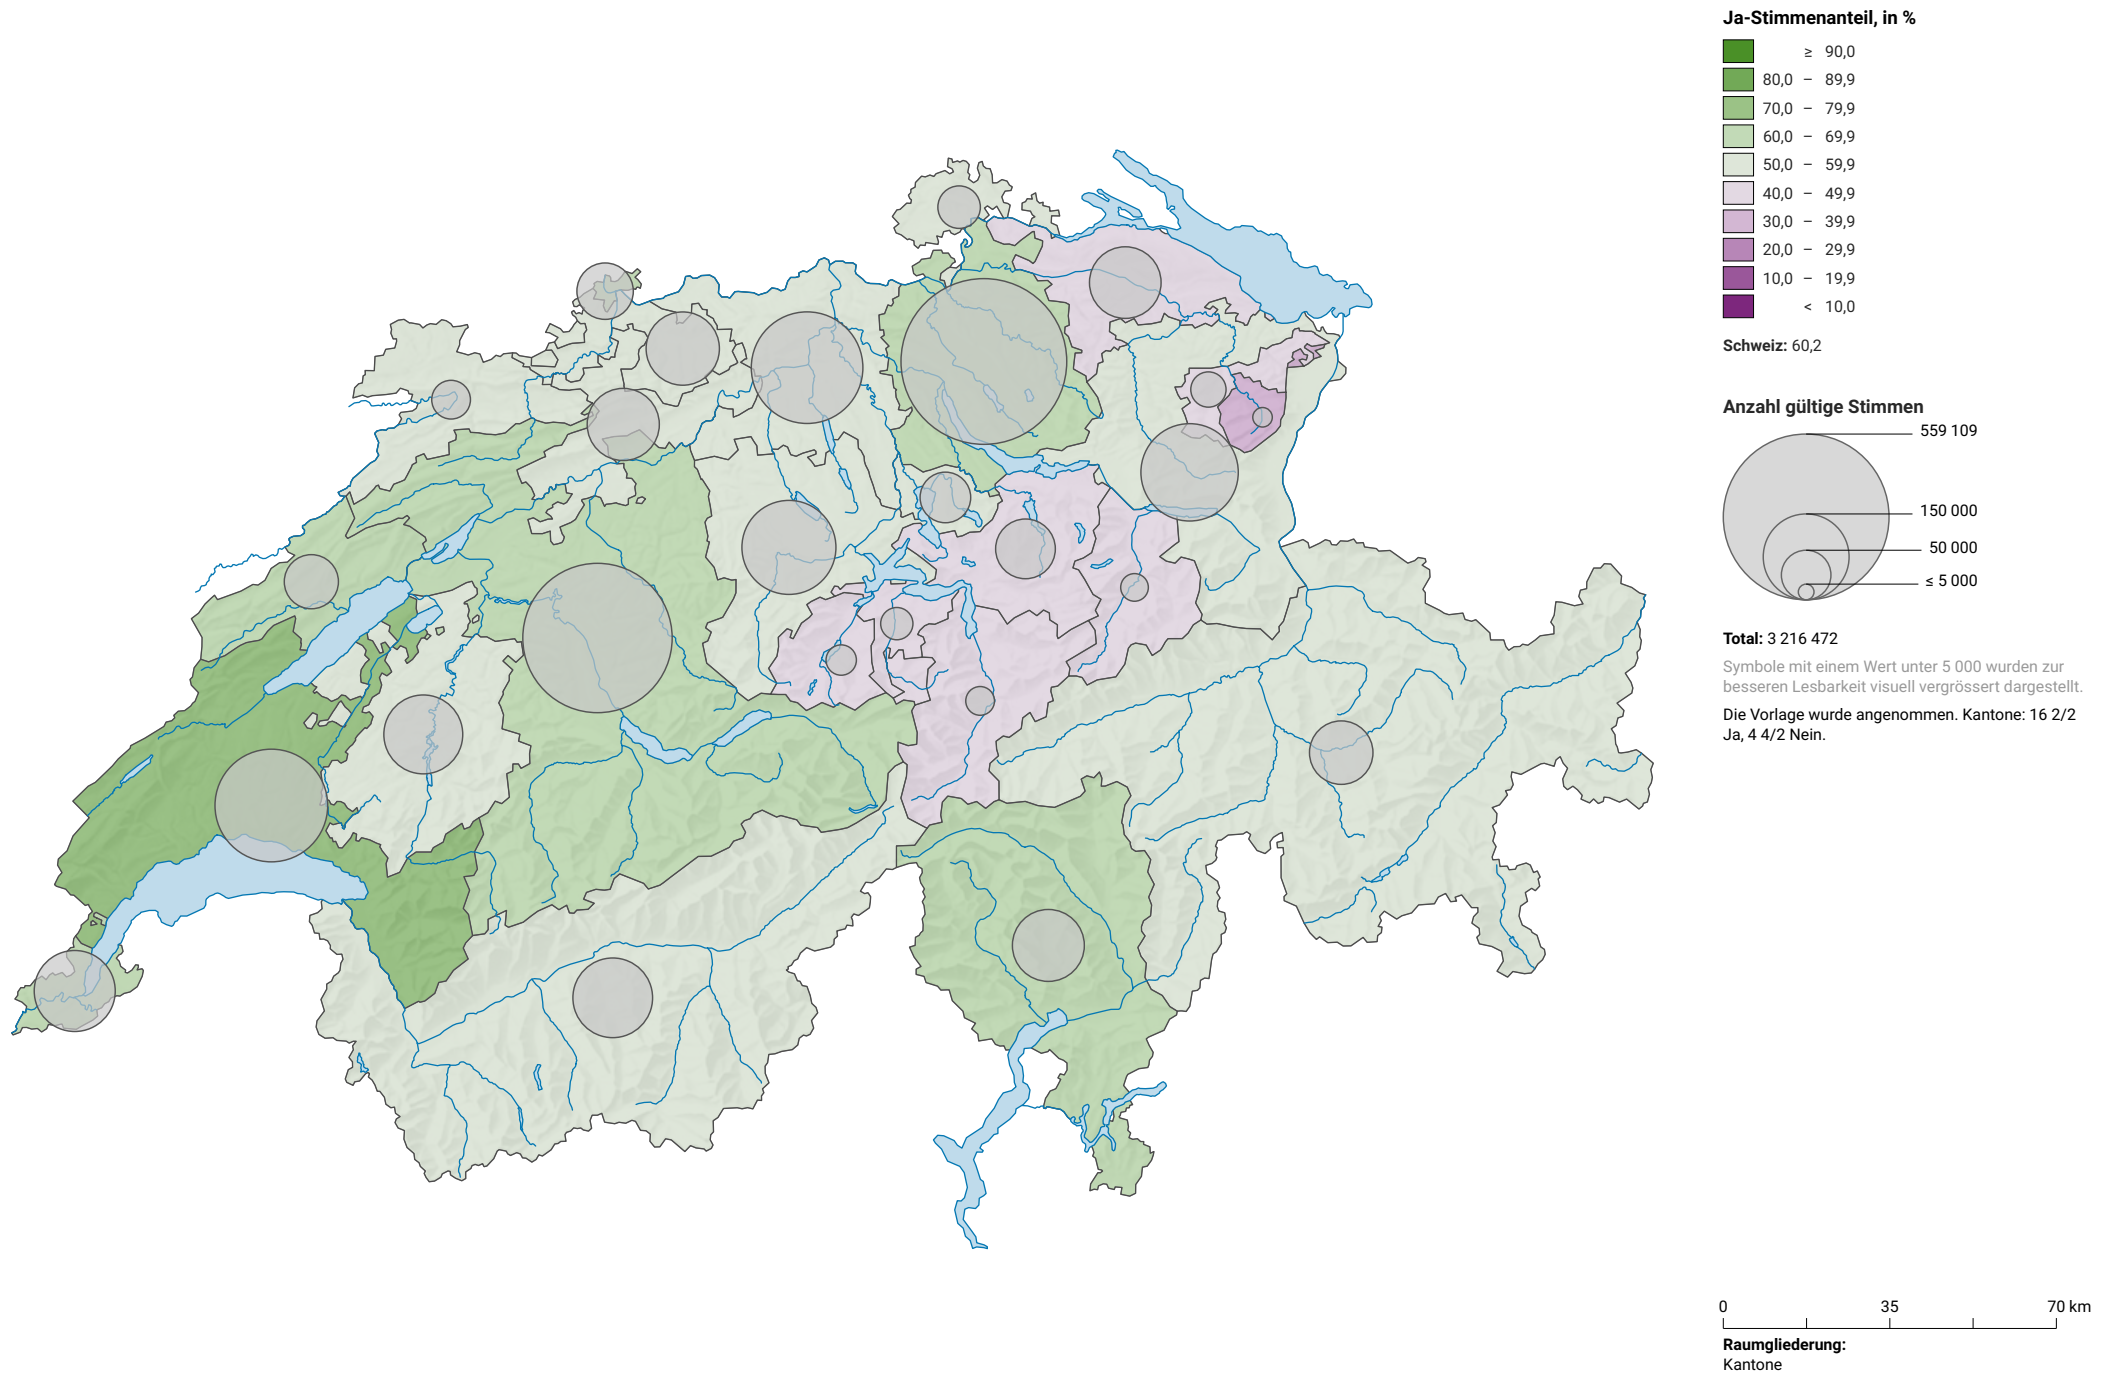 Ja-Stimmenanteil, in %
≥ 90,0
80,0 – 89,9
70,0 – 79,9
60,0 – 69,9
50,0 – 59,9
40,0 – 49,9
30,0 – 39,9
20,0 – 29,9
10,0 – 19,9
< 10,0
Schweiz: 60,2
Anzahl gültige Stimmen
559 109
150 000
50 000
≤ 5 000
Total: 3 216 472
Symbole mit einem Wert unter 5 000 wurden zur
besseren Lesbarkeit visuell vergrössert dargestellt.
Die Vorlage wurde angenommen. Kantone: 16 2/2
Ja, 4 4/2 Nein.
0 35 70 km
Raumgliederung:
Kantone